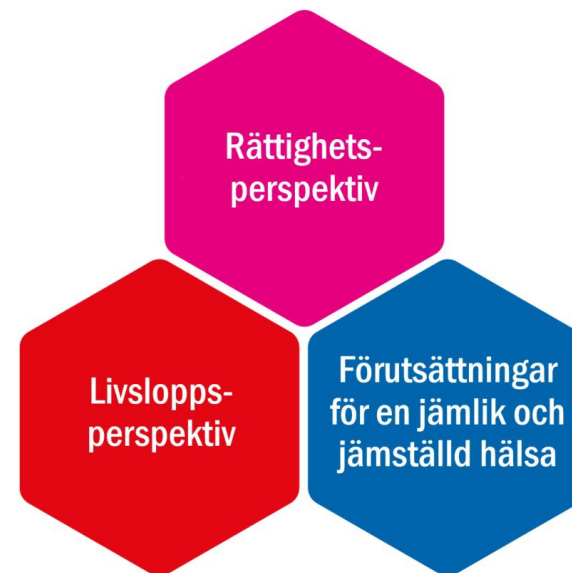 Rättighets-
perspektiv
Livslopps-
perspektiv
Förutsättningar
för en jämlik och
jämställd hälsa